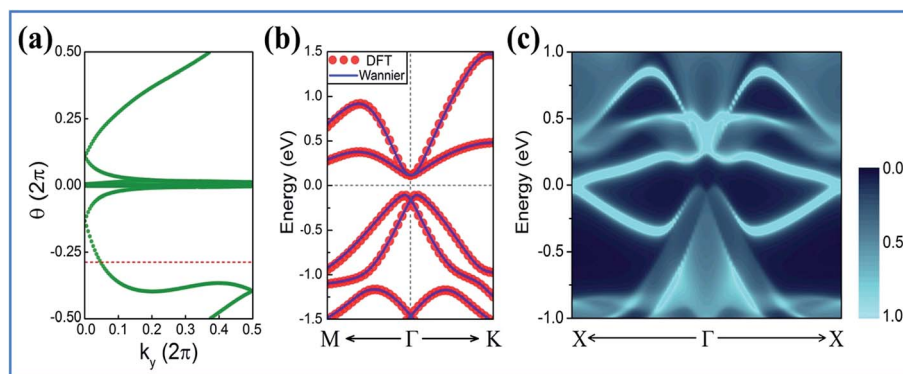 (a)
0.50
0.25
0.00
-0.25
-0.50
θ (2π)
0.0 0.1 0.2 0.3 0.4 0.5
k_y (2π)
(b)
DFT
Wannier
1.5
1.0
0.5
0.0
-0.5
-1.0
-1.5
Energy (eV)
M Γ K
(c)
1.0
0.5
0.0
-0.5
-1.0
Energy (eV)
X Γ X
0.0
0.5
1.0